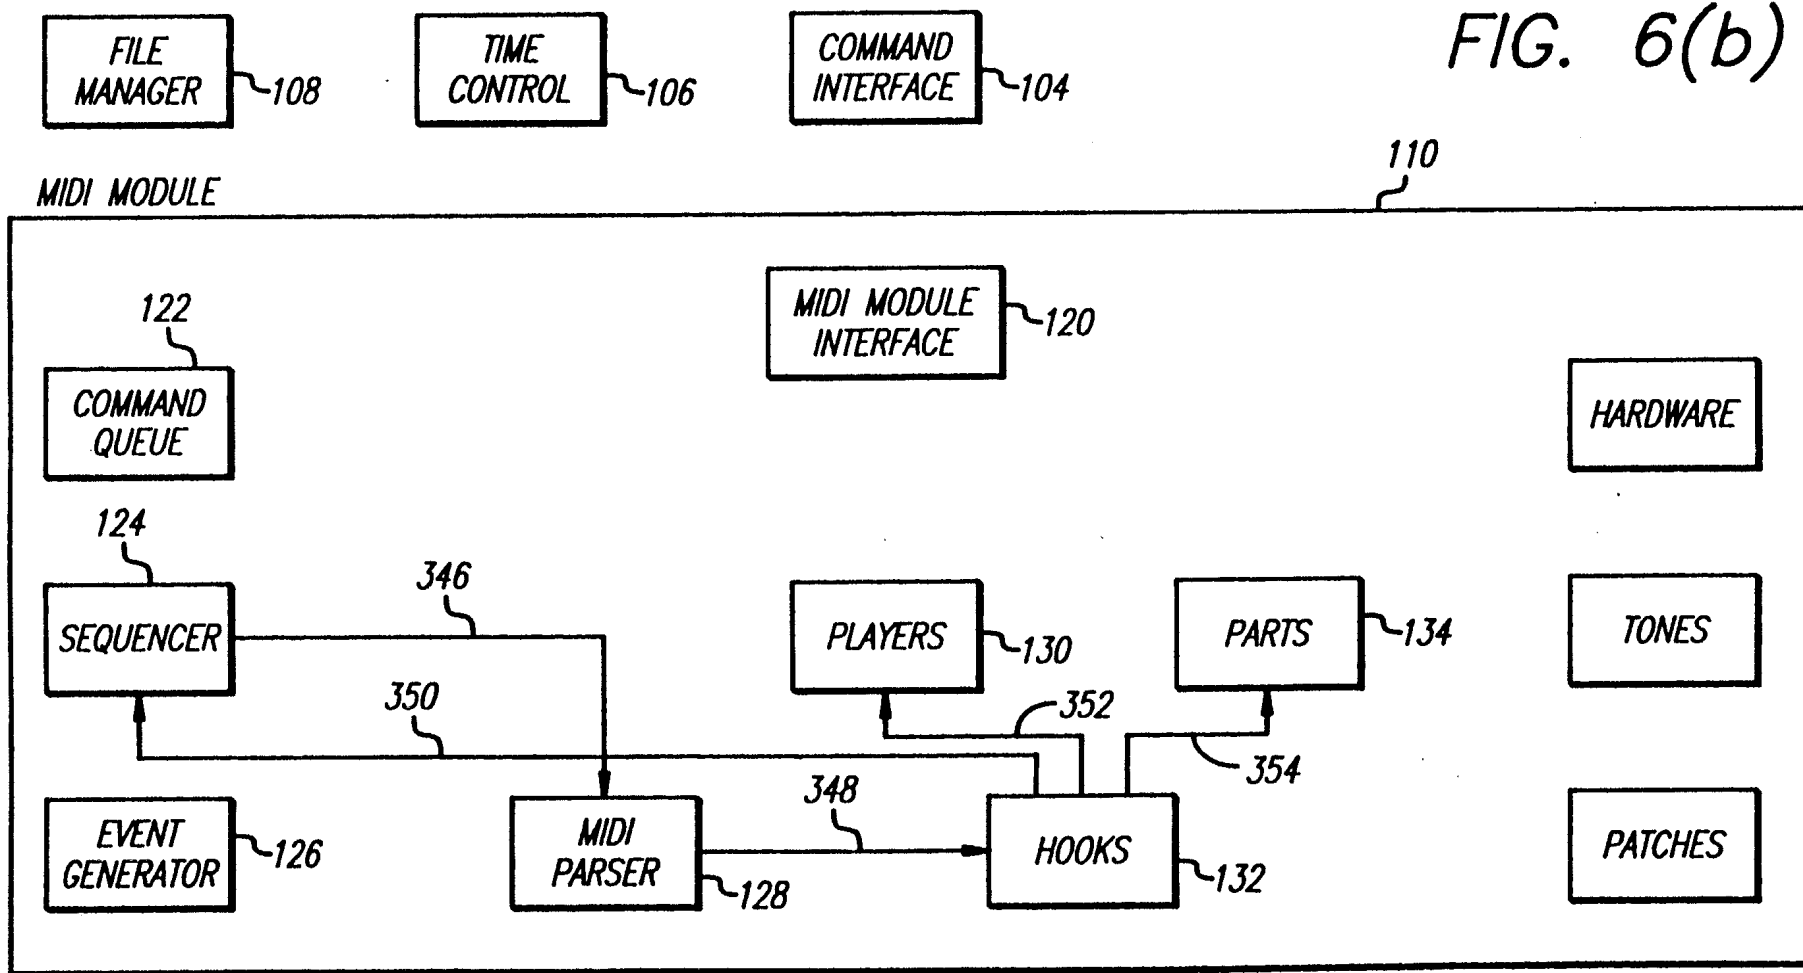 FIG. 6(b)
FILE
MANAGER
108
TIME
CONTROL
106
COMMAND
INTERFACE
104
MIDI MODULE
110
MIDI MODULE
INTERFACE
120
122
COMMAND
QUEUE
HARDWARE
124
SEQUENCER
346
PLAYERS
130
PARTS
134
TONES
350
352
354
EVENT
GENERATOR
126
MIDI
PARSER
128
348
HOOKS
132
PATCHES